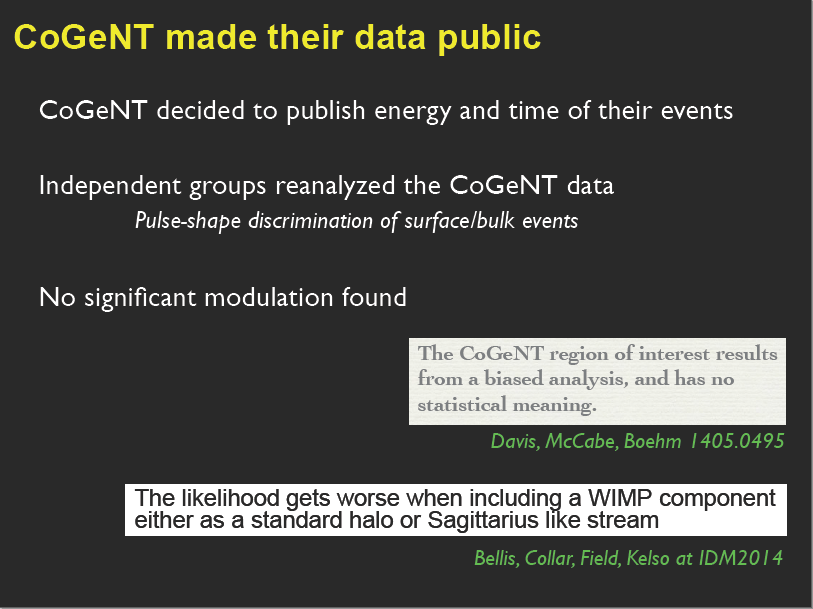 CoGeNT made their data public
CoGeNT decided to publish energy and time of their events
Independent groups reanalyzed the CoGeNT data
Pulse-shape discrimination of surface/bulk events
No significant modulation found
The CoGeNT region of interest results
from a biased analysis, and has no
statistical meaning.
Davis, McCabe, Boehm 1405.0495
The likelihood gets worse when including a WIMP component
either as a standard halo or Sagittarius like stream
Bellis, Collar, Field, Kelso at IDM2014